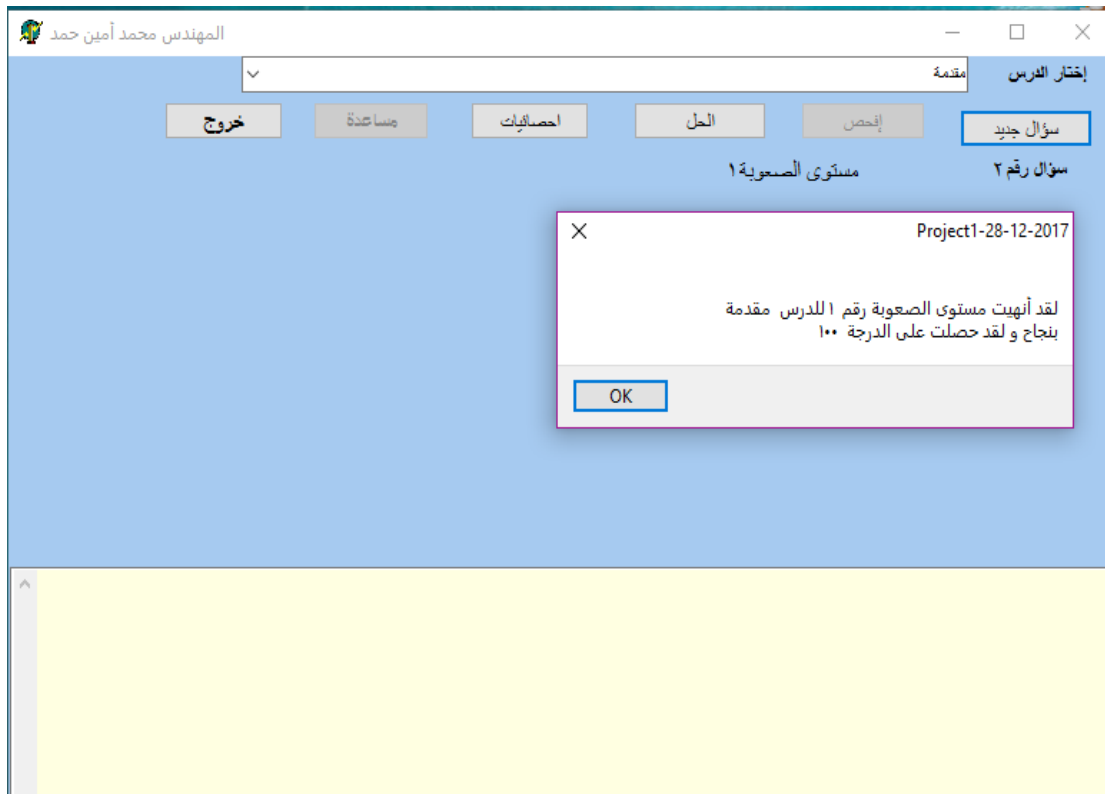 المهندس محمد أمين حمد
إختار الدرس
مقدمة
سؤال جديد
إفحص
الحل
احصائيات
مساعدة
خروج
سؤال رقم ٢
مستوى الصعوبة ١
Project1-28-12-2017
لقد أنهيت مستوى الصعوبة رقم ١ للدرس مقدمة
بنجاح و لقد حصلت على الدرجة ١٠٠
OK